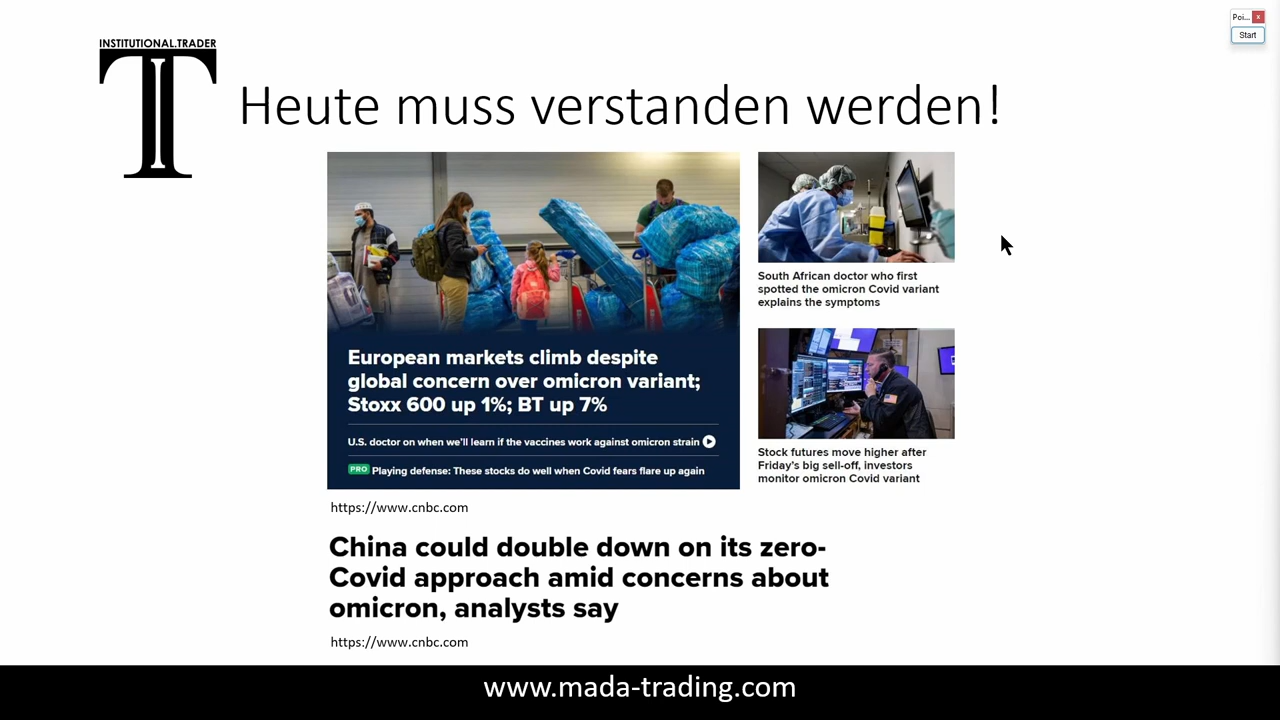 INSTITUTIONAL.TRADER
Heute muss verstanden werden!
Poi...
x
Start
European markets climb despite
global concern over omicron variant;
Stoxx 600 up 1%; BT up 7%
U.S. doctor on when we'll learn if the vaccines work against omicron strain
PRO Playing defense: These stocks do well when Covid fears flare up again
South African doctor who first
spotted the omicron Covid variant
explains the symptoms
Stock futures move higher after
Friday's big sell-off, investors
monitor omicron Covid variant
https://www.cnbc.com
China could double down on its zero-
Covid approach amid concerns about
omicron, analysts say
https://www.cnbc.com
www.mada-trading.com